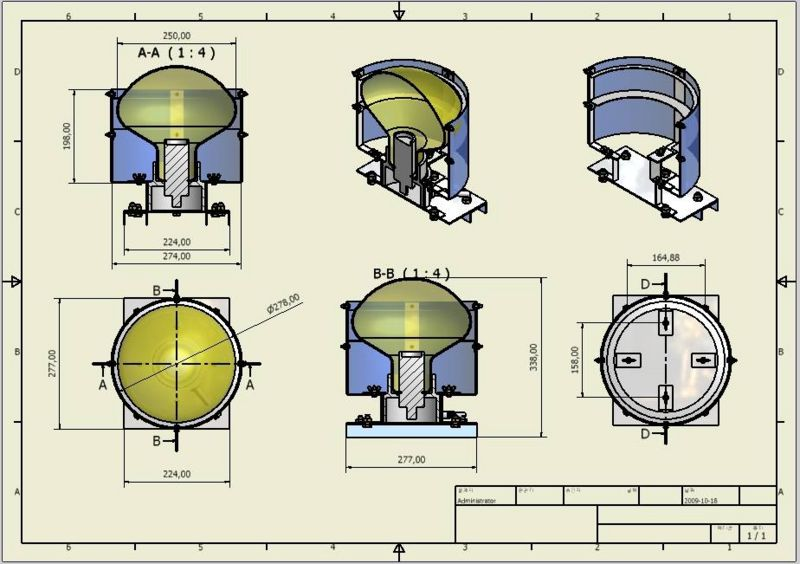 6 5 4 3 2 1
D D
250,00
A-A ( 1 : 4 )
198,00
C C
224,00
274,00
B-B ( 1 : 4 )
164,88
B D
Ø278,00
277,00
338,00
158,00
B B
A A
B D
277,00
224,00
A A
Administrator
2009-10-18
1 / 1
6 5 4 3 2 1